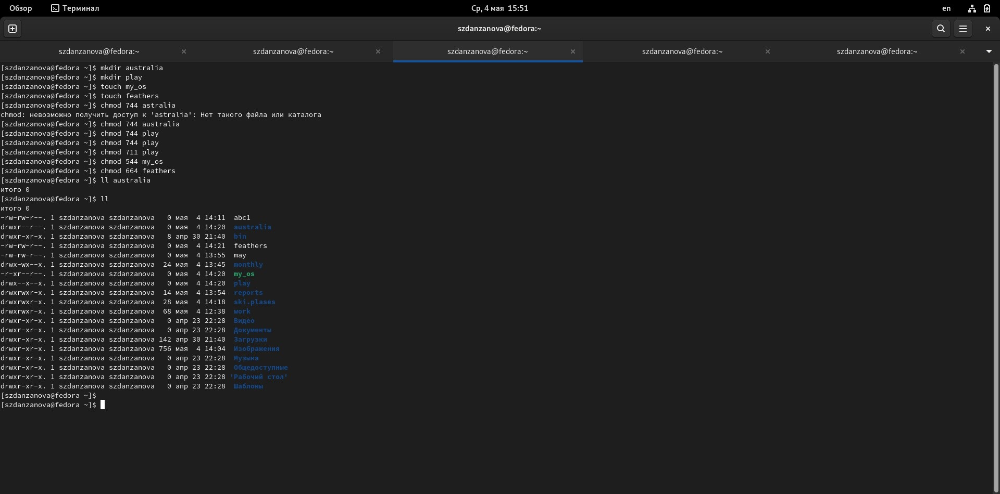 Обзор Терминал Ср, 4 мая 15:51 en
szdanzanova@fedora:~
szdanzanova@fedora:~ szdanzanova@fedora:~ szdanzanova@fedora:~ szdanzanova@fedora:~ szdanzanova@fedora:~
[szdanzanova@fedora ~]$ mkdir australia
[szdanzanova@fedora ~]$ mkdir play
[szdanzanova@fedora ~]$ touch my_os
[szdanzanova@fedora ~]$ touch feathers
[szdanzanova@fedora ~]$ chmod 744 astralia
chmod: невозможно получить доступ к 'astralia': Нет такого файла или каталога
[szdanzanova@fedora ~]$ chmod 744 australia
[szdanzanova@fedora ~]$ chmod 744 play
[szdanzanova@fedora ~]$ chmod 744 play
[szdanzanova@fedora ~]$ chmod 711 play
[szdanzanova@fedora ~]$ chmod 544 my_os
[szdanzanova@fedora ~]$ chmod 664 feathers
[szdanzanova@fedora ~]$ ll australia
итого 0
[szdanzanova@fedora ~]$ ll
итого 0
-rw-rw-r--. 1 szdanzanova szdanzanova   0 мая  4 14:11  abc1
drwxr--r--. 1 szdanzanova szdanzanova   0 мая  4 14:20  australia
drwxr-xr-x. 1 szdanzanova szdanzanova   8 апр 30 21:40  bin
-rw-rw-r--. 1 szdanzanova szdanzanova   0 мая  4 14:21  feathers
-rw-rw-r--. 1 szdanzanova szdanzanova   0 мая  4 13:55  may
drwx-wx--x. 1 szdanzanova szdanzanova  24 мая  4 13:45  monthly
-r-xr--r--. 1 szdanzanova szdanzanova   0 мая  4 14:20  my_os
drwx--x--x. 1 szdanzanova szdanzanova   0 мая  4 14:20  play
drwxrwxr-x. 1 szdanzanova szdanzanova  14 мая  4 13:54  reports
drwxrwxr-x. 1 szdanzanova szdanzanova  28 мая  4 14:18  ski.plases
drwxrwxr-x. 1 szdanzanova szdanzanova  68 мая  4 12:38  work
drwxr-xr-x. 1 szdanzanova szdanzanova   0 апр 23 22:28  Видео
drwxr-xr-x. 1 szdanzanova szdanzanova   0 апр 23 22:28  Документы
drwxr-xr-x. 1 szdanzanova szdanzanova 142 апр 30 21:40  Загрузки
drwxr-xr-x. 1 szdanzanova szdanzanova 756 мая  4 14:04  Изображения
drwxr-xr-x. 1 szdanzanova szdanzanova   0 апр 23 22:28  Музыка
drwxr-xr-x. 1 szdanzanova szdanzanova   0 апр 23 22:28  Общедоступные
drwxr-xr-x. 1 szdanzanova szdanzanova   0 апр 23 22:28 'Рабочий стол'
drwxr-xr-x. 1 szdanzanova szdanzanova   0 апр 23 22:28  Шаблоны
[szdanzanova@fedora ~]$
[szdanzanova@fedora ~]$